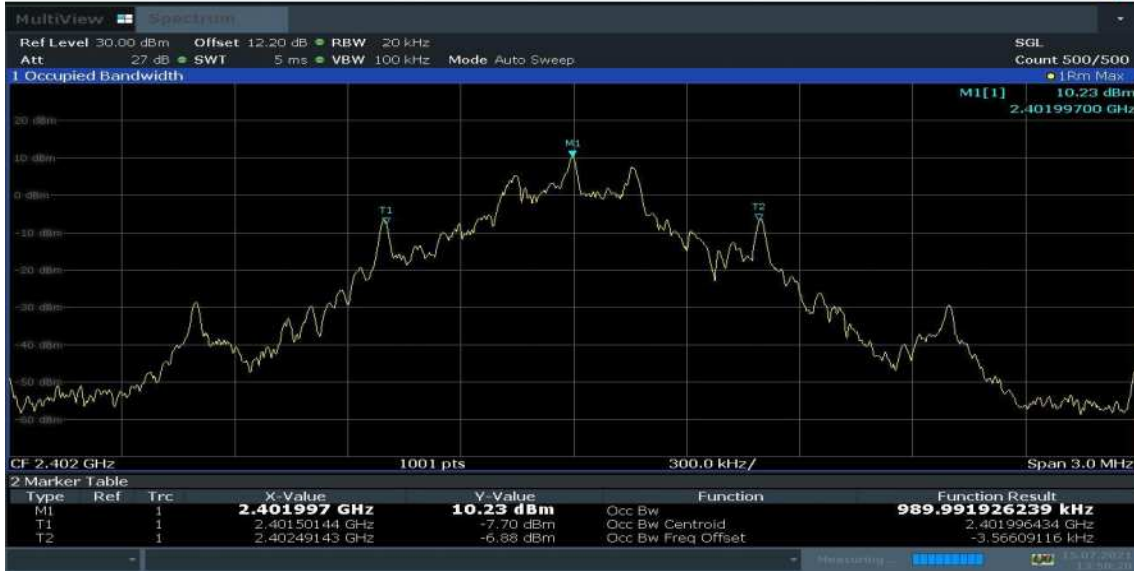 MultiView Spectrum
Ref Level 30.00 dBm Offset 12.20 dB RBW 20 kHz SGL
Att 27 dB SWT 5 ms VBW 100 kHz Mode Auto Sweep Count 500/500
1 Occupied Bandwidth 1Rm Max
M1[1] 10.23 dBm
2.40199700 GHz
20 dBm
M1
10 dBm
0 dBm
T1 T2
-10 dBm
-20 dBm
-30 dBm
-40 dBm
-50 dBm
-60 dBm
CF 2.402 GHz 1001 pts 300.0 kHz/ Span 3.0 MHz
2 Marker Table
Type Ref Trc X-Value Y-Value Function Function Result
M1 1 2.401997 GHz 10.23 dBm Occ Bw 989.991926239 kHz
T1 1 2.40150144 GHz -7.70 dBm Occ Bw Centroid 2.401996434 GHz
T2 1 2.40249143 GHz -6.88 dBm Occ Bw Freq Offset -3.56609116 kHz
Measuring... 15.07.2021